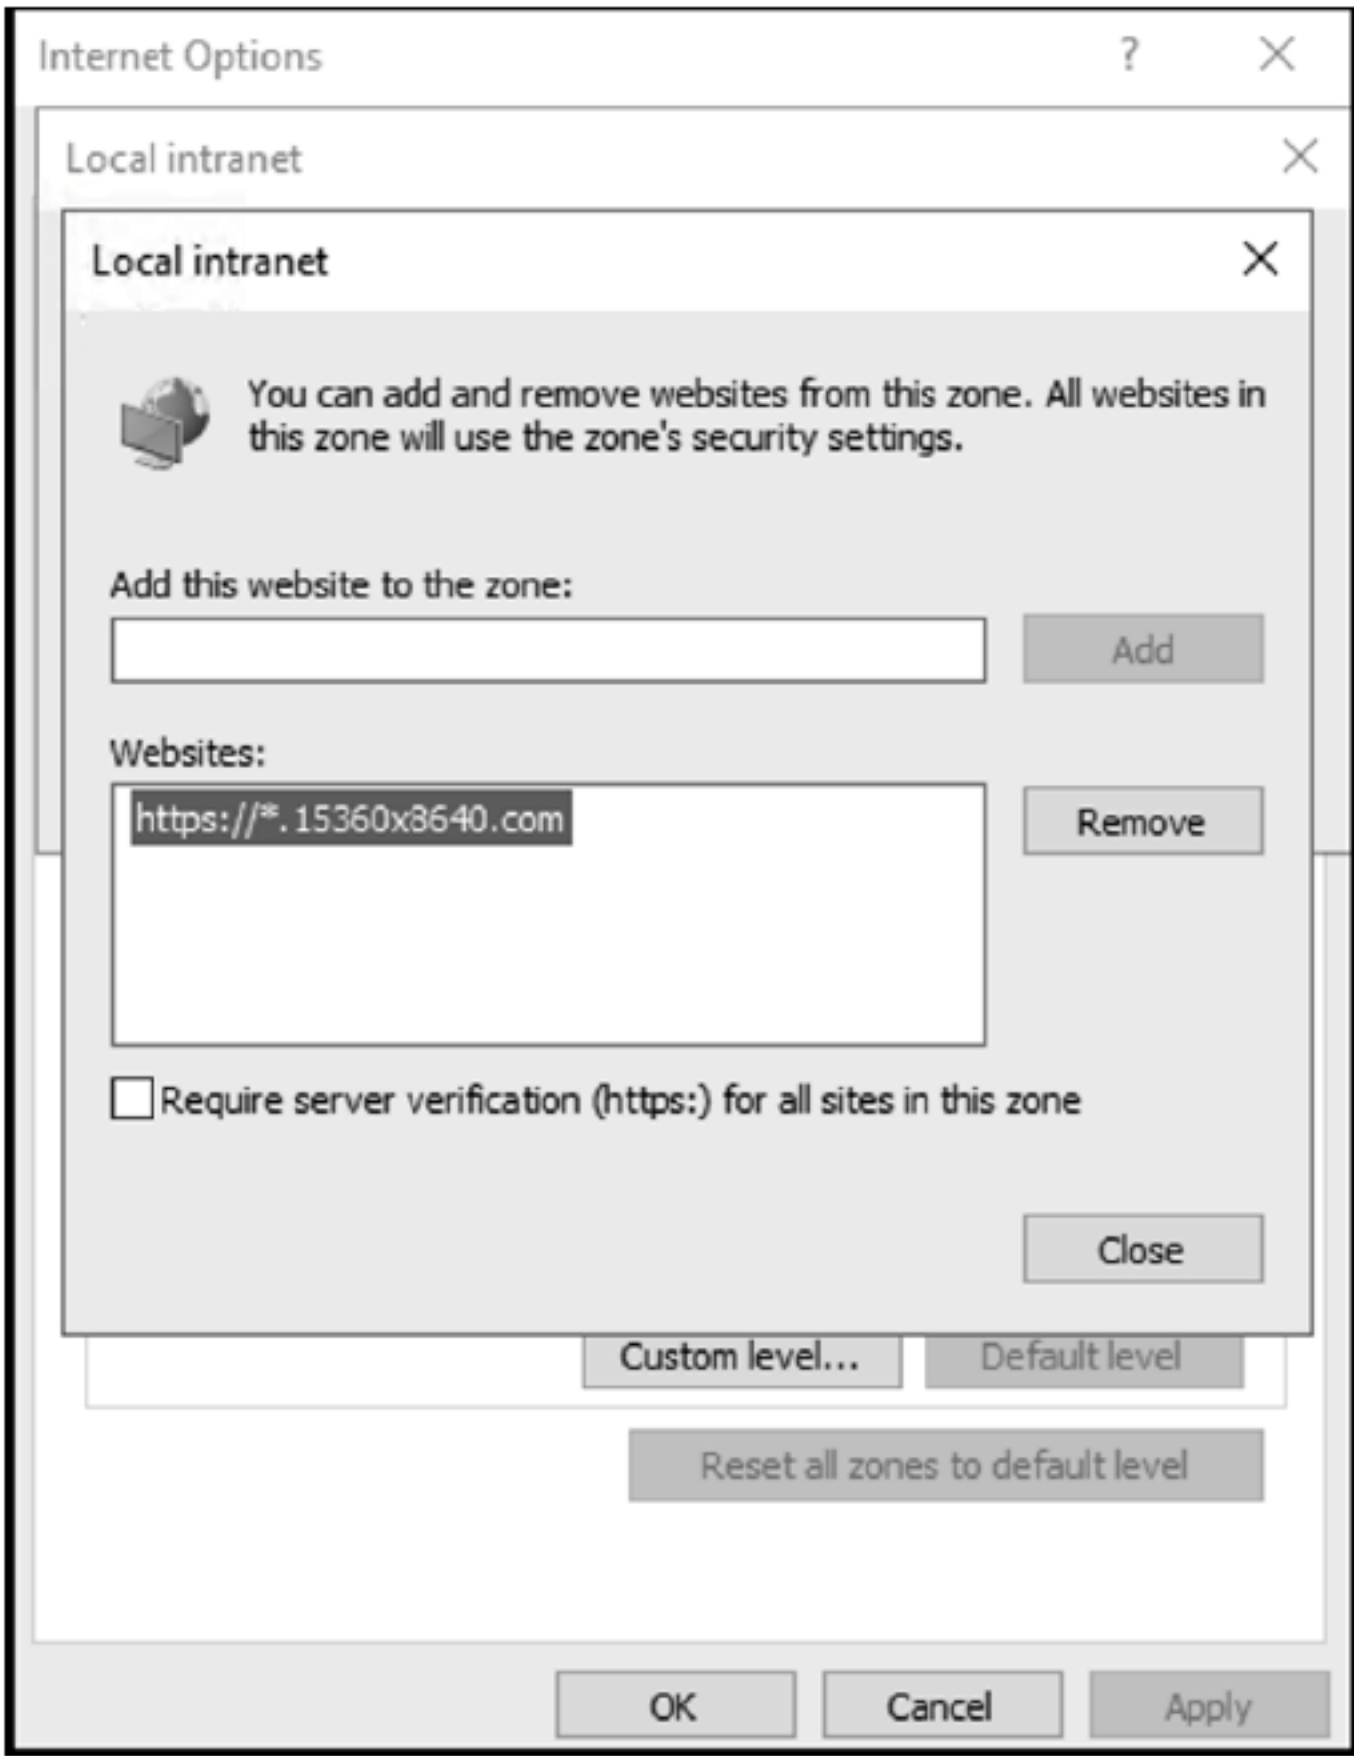 Internet Options
?
Local intranet
Local intranet
You can add and remove websites from this zone. All websites in
this zone will use the zone's security settings.
Add this website to the zone:
Add
Websites:
https://*.15360x8640.com
Remove
Require server verification (https:) for all sites in this zone
Close
Custom level...
Default level
Reset all zones to default level
OK
Cancel
Apply